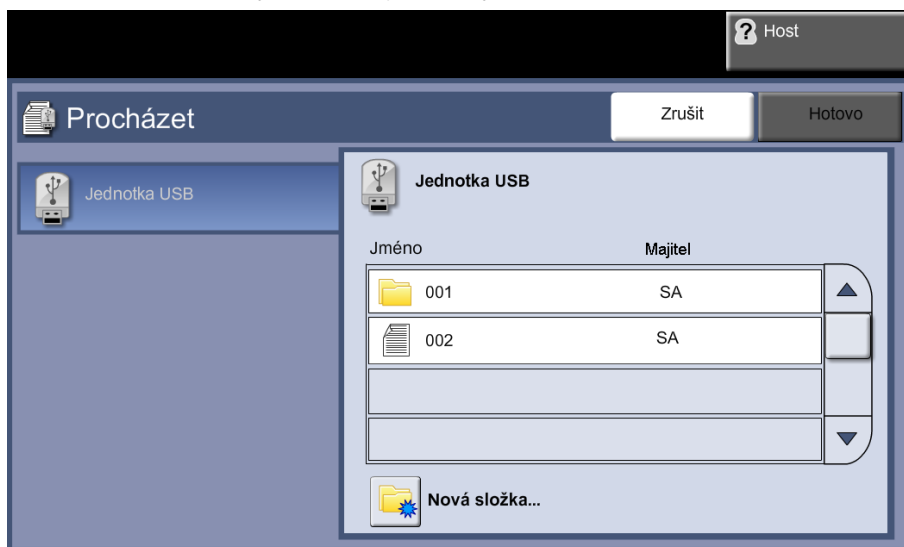 Host
Procházet
Zrušit
Hotovo
Jednotka USB
Jednotka USB
Jméno Majitel
001 SA
002 SA
Nová složka...